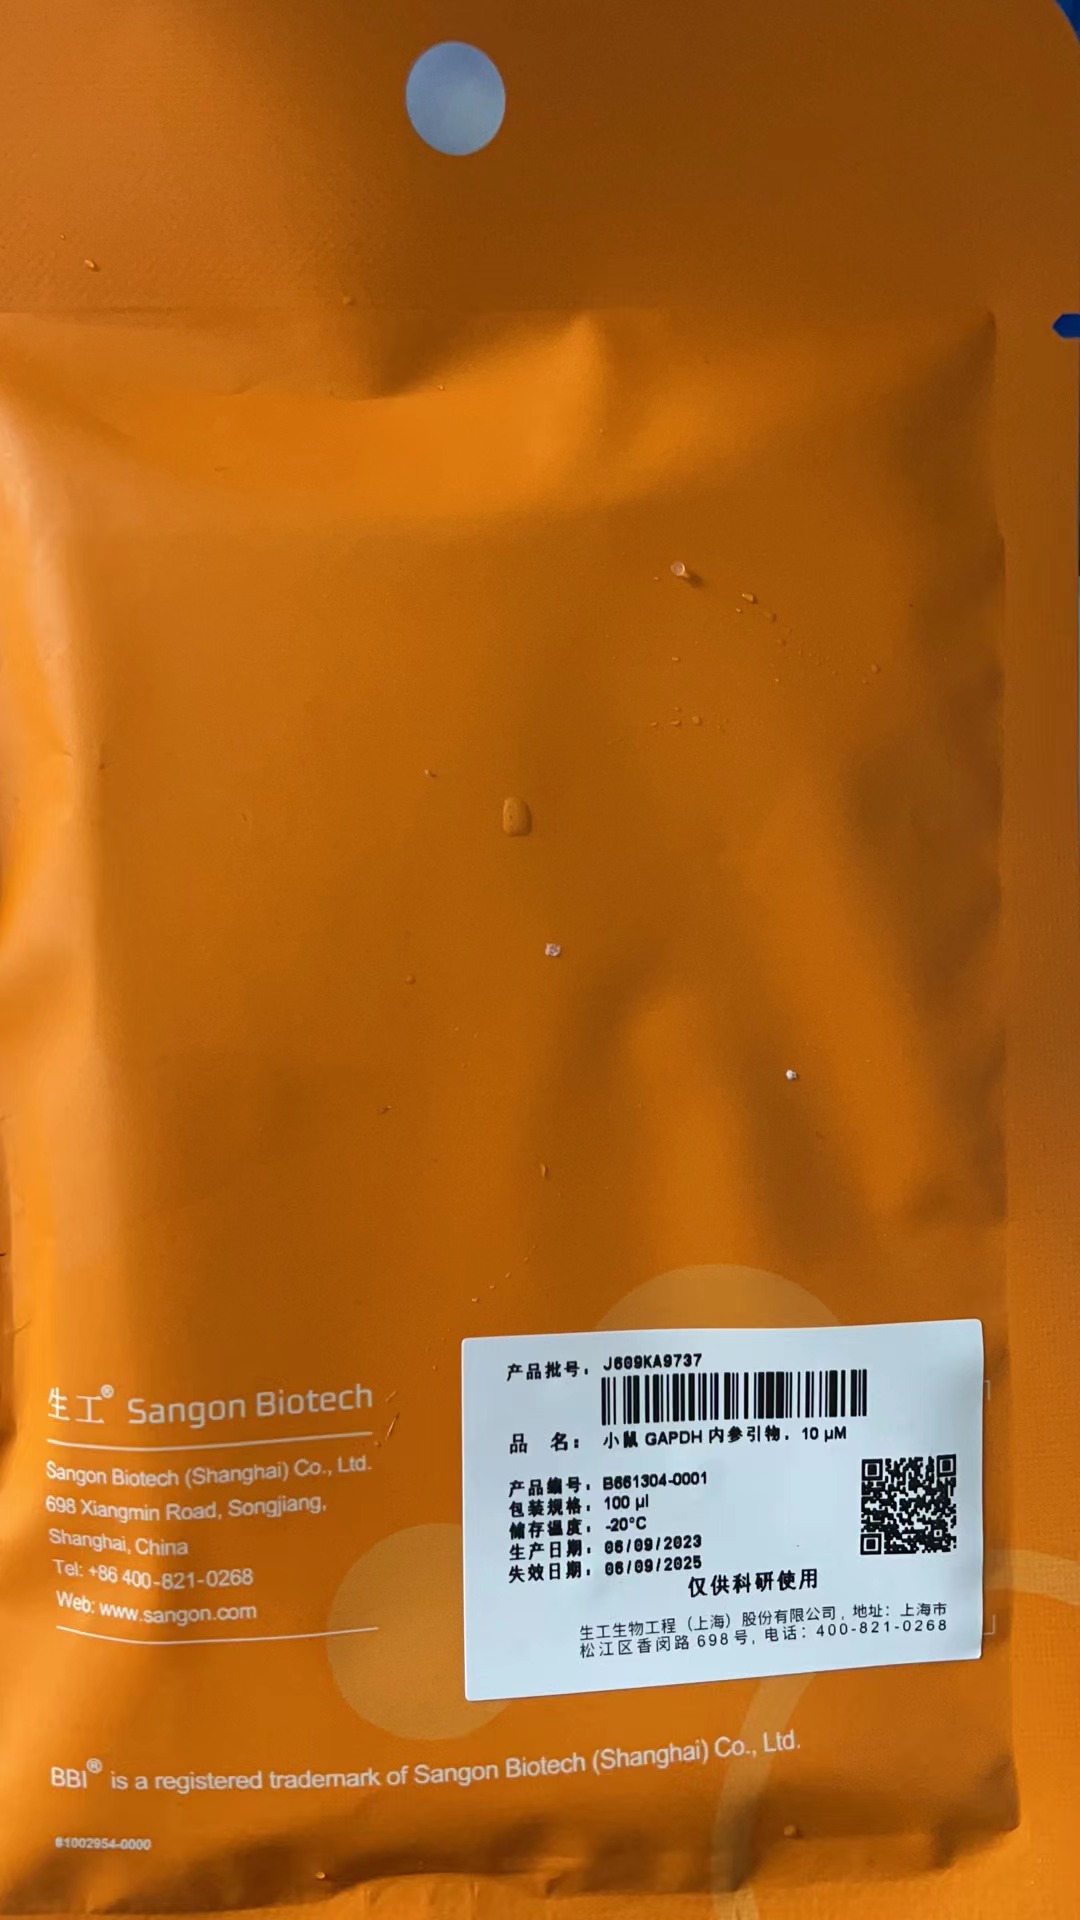 生工® Sangon Biotech
Sangon Biotech (Shanghai) Co., Ltd.
698 Xiangmin Road, Songjiang,
Shanghai, China
Tel: +86 400-821-0268
Web: www.sangon.com
产品批号: J609KA9737
品 名: 小鼠 GAPDH 内参引物, 10 μM
产品编号: B661304-0001
包装规格: 100 μl
储存温度: -20°C
生产日期: 06/09/2023
失效日期: 06/09/2025
仅供科研使用
生工生物工程（上海）股份有限公司, 地址: 上海市
松江区香闵路 698号, 电话: 400-821-0268
BBI® is a registered trademark of Sangon Biotech (Shanghai) Co., Ltd.
#1002954-0000